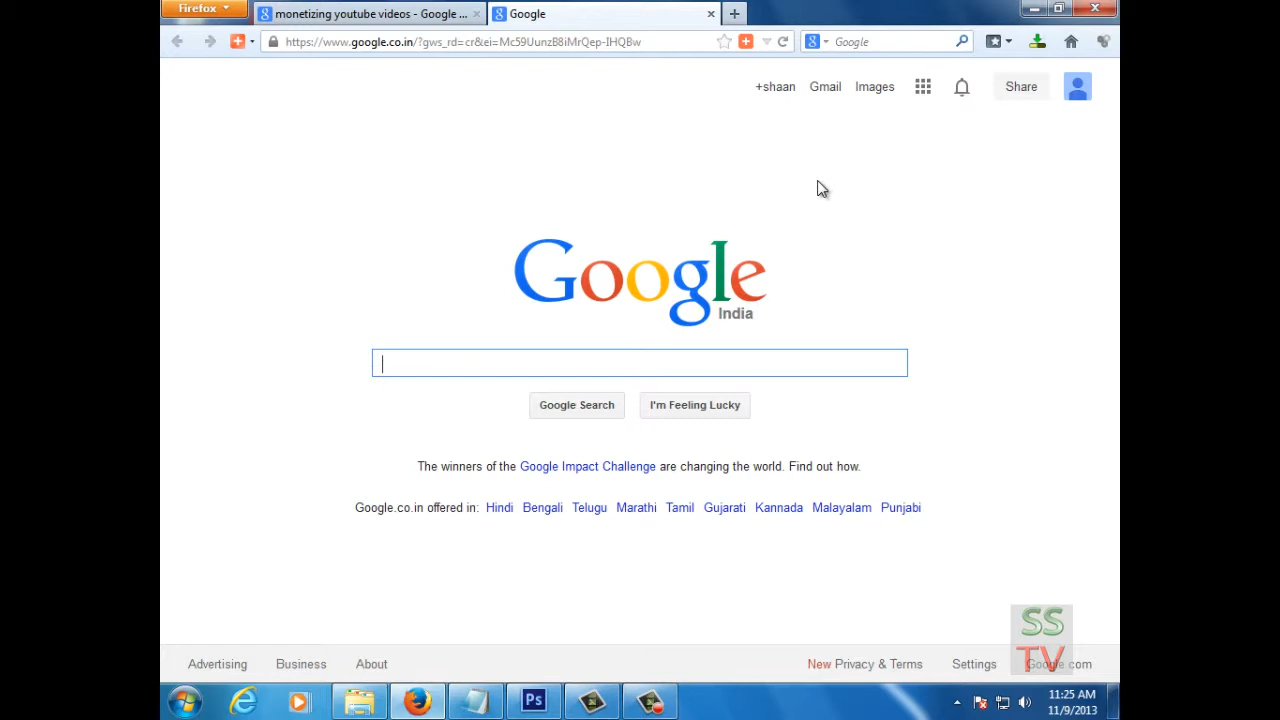 Firefox
monetizing youtube videos - Google ...
Google
https://www.google.co.in/?gws_rd=cr&ei=Mc59UunzB8iMrQep-IHQBw
Google
+shaan Gmail Images Share
Google
India
Google Search I'm Feeling Lucky
The winners of the Google Impact Challenge are changing the world. Find out how.
Google.co.in offered in: Hindi Bengali Telugu Marathi Tamil Gujarati Kannada Malayalam Punjabi
SS
TV
Advertising Business About New Privacy & Terms Settings Google.com
Ps
11:25 AM
11/9/2013